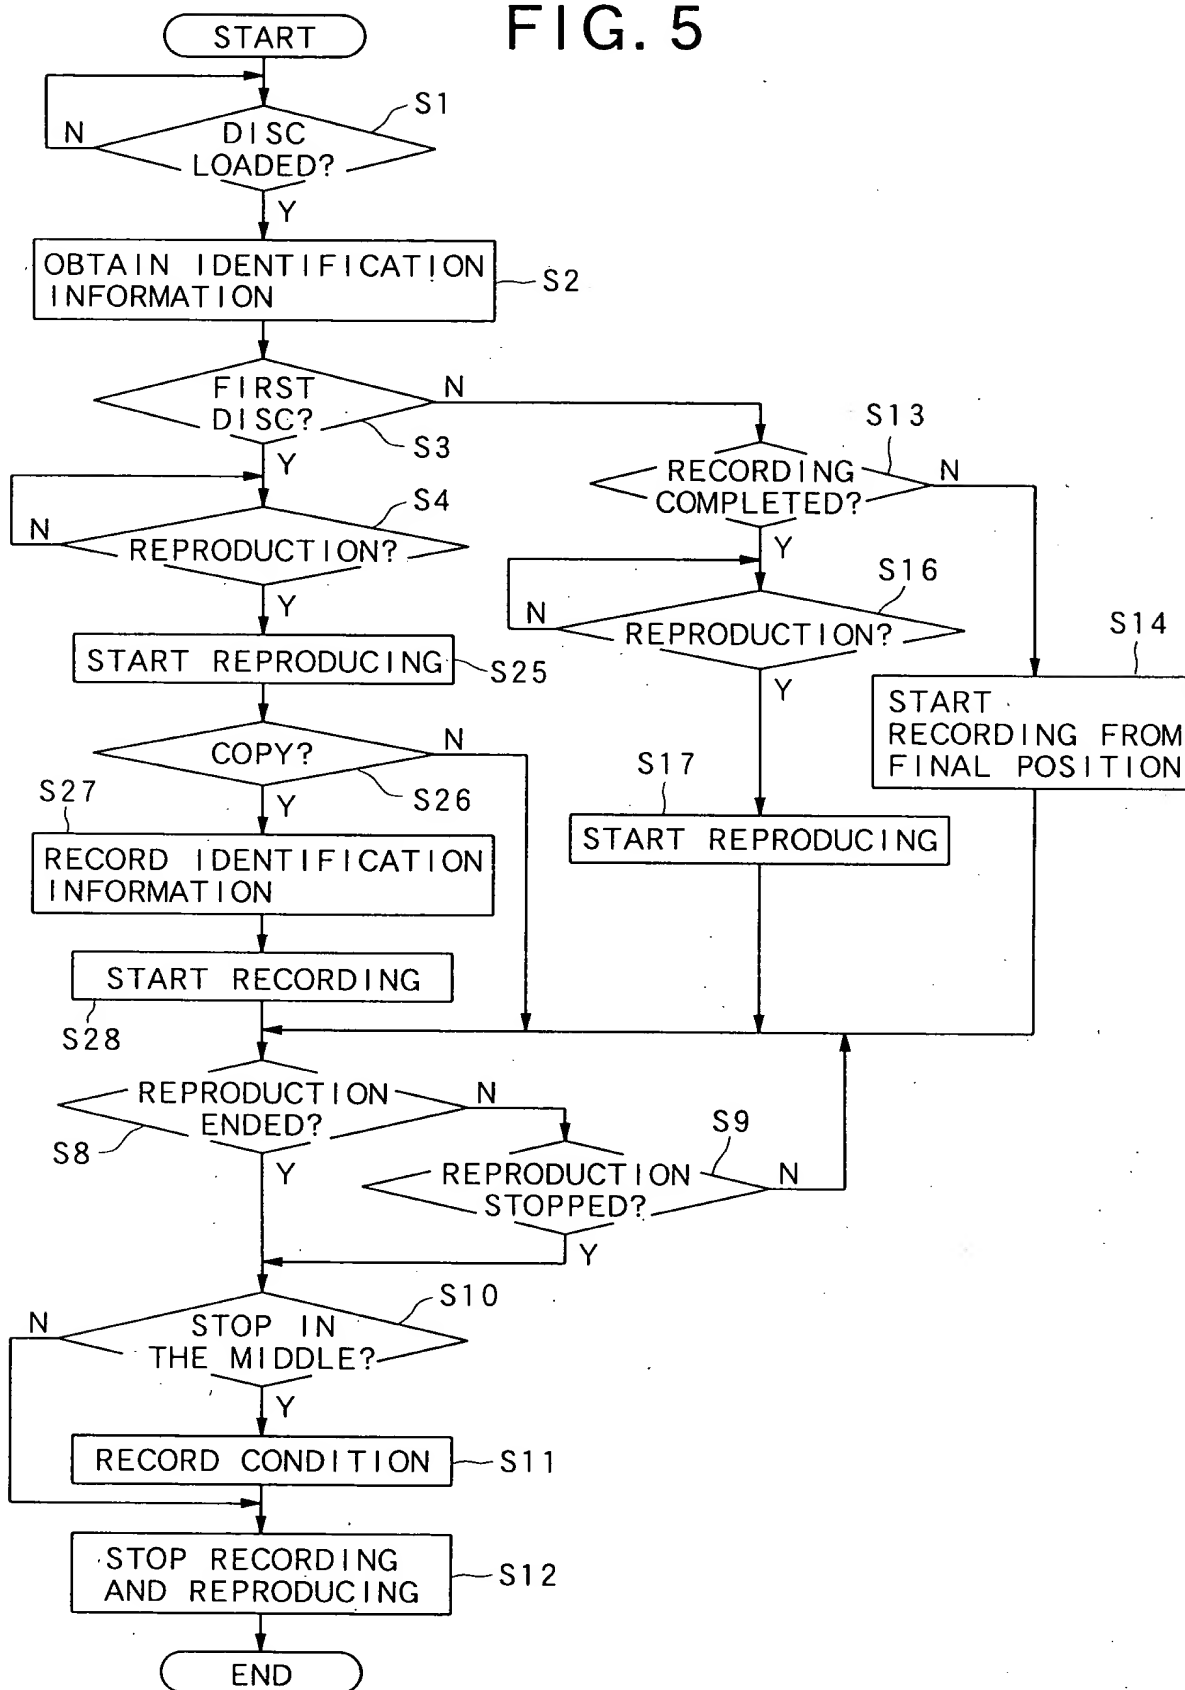 FIG. 5
START
S1
N
DISC
LOADED?
Y
OBTAIN IDENTIFICATION
INFORMATION
S2
FIRST
DISC?
N
S3
Y
S13
RECORDING
COMPLETED?
N
Y
S4
N
REPRODUCTION?
Y
S16
N
REPRODUCTION?
Y
S14
START
RECORDING FROM
FINAL POSITION
START REPRODUCING
S25
COPY?
N
S26
Y
S17
START REPRODUCING
S27
RECORD IDENTIFICATION
INFORMATION
START RECORDING
S28
REPRODUCTION
ENDED?
N
S8
Y
S9
REPRODUCTION
STOPPED?
N
Y
S10
N
STOP IN
THE MIDDLE?
Y
RECORD CONDITION
S11
STOP RECORDING
AND REPRODUCING
S12
END